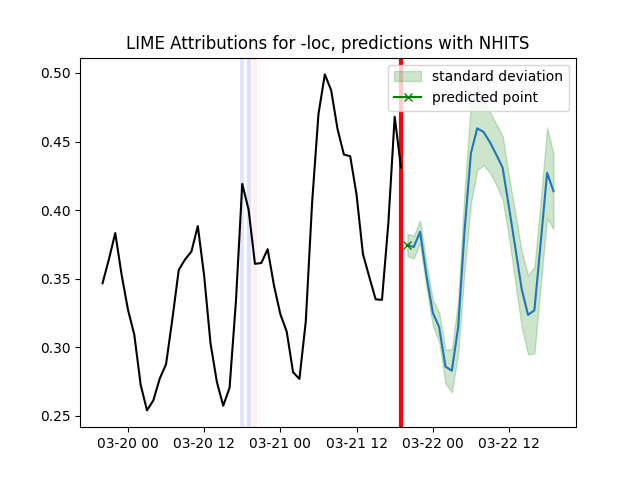 LIME Attributions for -loc, predictions with NHITS
standard deviation
predicted point
0.50
0.45
0.40
0.35
0.30
0.25
03-20 00 03-20 12 03-21 00 03-21 12 03-22 00 03-22 12